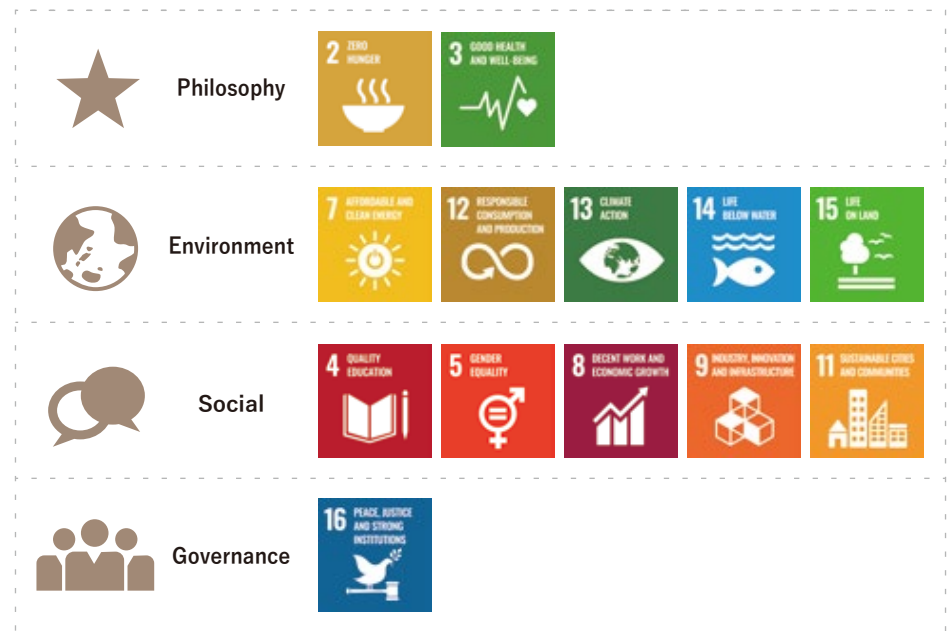 Philosophy
2 ZERO
HUNGER
3 GOOD HEALTH
AND WELL-BEING
Environment
7 AFFORDABLE AND
CLEAN ENERGY
12 RESPONSIBLE
CONSUMPTION
AND PRODUCTION
13 CLIMATE
ACTION
14 LIFE
BELOW WATER
15 LIFE
ON LAND
Social
4 QUALITY
EDUCATION
5 GENDER
EQUALITY
8 DECENT WORK AND
ECONOMIC GROWTH
9 INDUSTRY, INNOVATION
AND INFRASTRUCTURE
11 SUSTAINABLE CITIES
AND COMMUNITIES
Governance
16 PEACE, JUSTICE
AND STRONG
INSTITUTIONS